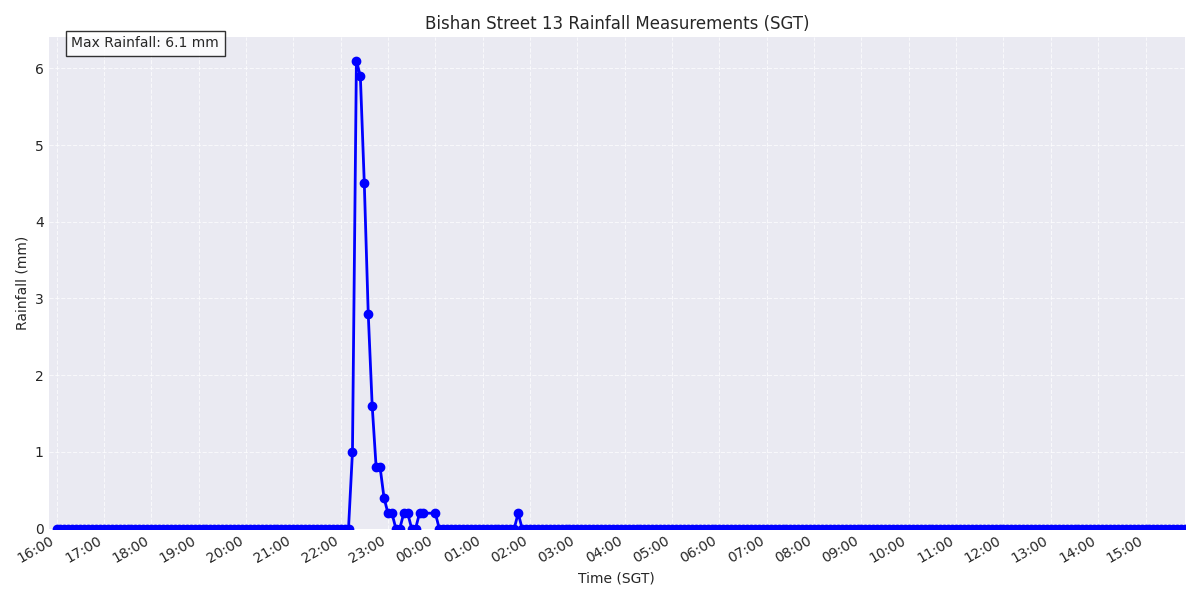 Bishan Street 13 Rainfall Measurements (SGT)
Max Rainfall: 6.1 mm
Rainfall (mm)
6
5
4
3
2
1
0
16:00 17:00 18:00 19:00 20:00 21:00 22:00 23:00 00:00 01:00 02:00 03:00 04:00 05:00 06:00 07:00 08:00 09:00 10:00 11:00 12:00 13:00 14:00 15:00
Time (SGT)